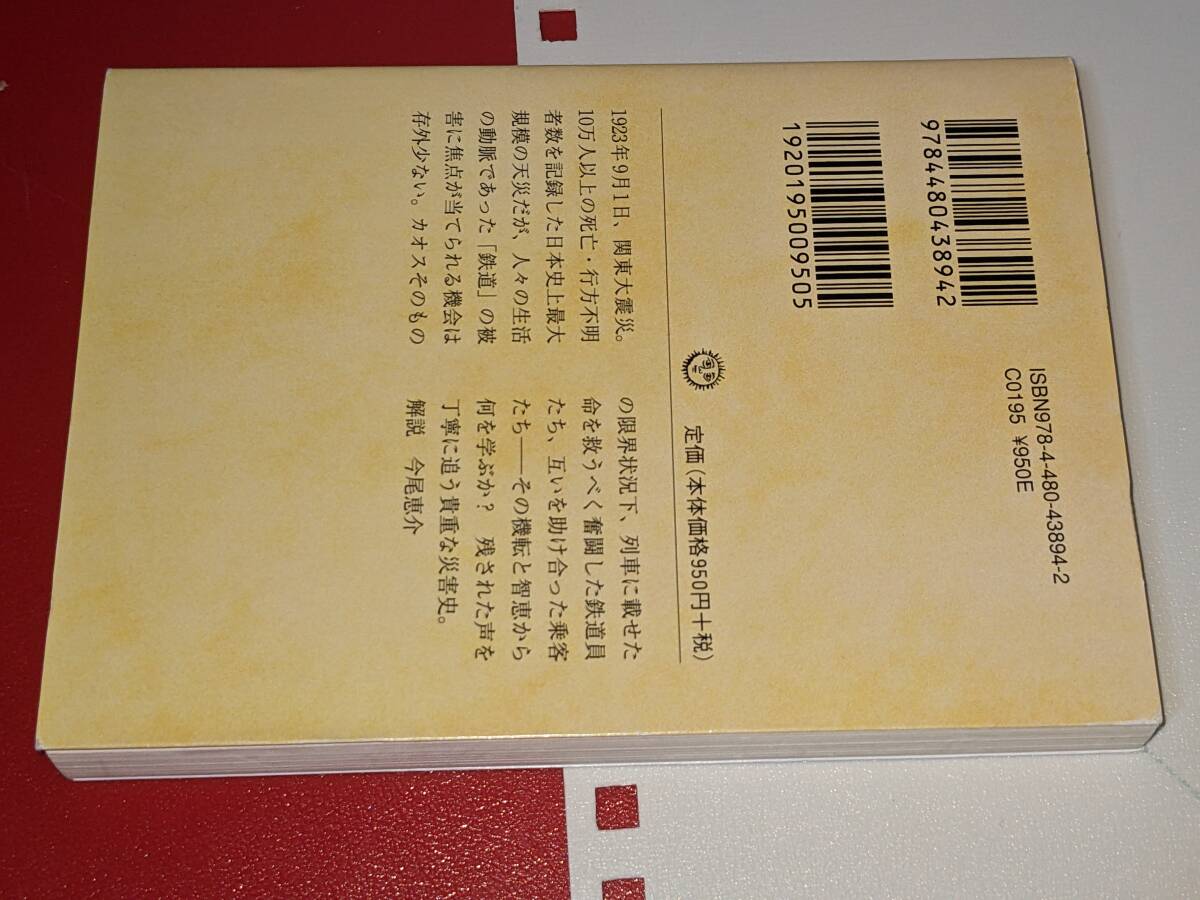 9784480438942
1920195009505
ISBN978-4-480-43894-2
C0195 ¥950E
定価(本体価格950円+税)
1923年9月1日、関東大震災。
10万人以上の死亡・行方不明
者数を記録した日本史上最大
規模の天災だが、人々の生活
の動脈であった「鉄道」の被
害に焦点が当てられる機会は
存外少ない。カオスそのもの
の限界状況下、列車に載せた
命を救うべく奮闘した鉄道員
たち、互いを助け合った乗客
たち――その機転と智恵から
何を学ぶか? 残された声を
丁寧に追う貴重な災害史。
解説 今尾恵介